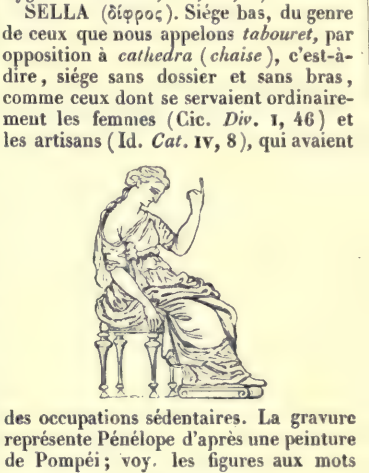 SELLA (δίφρος). Siége bas, du genre
de ceux que nous appelons tabouret, par
opposition à cathedra (chaise), c'est-à-
dire, siége sans dossier et sans bras,
comme ceux dont se servaient ordinaire-
ment les femmes (Cic. Div. I, 46) et
les artisans (Id. Cat. IV, 8), qui avaient
des occupations sédentaires. La gravure
représente Pénélope d'après une peinture
de Pompéi; voy. les figures aux mots